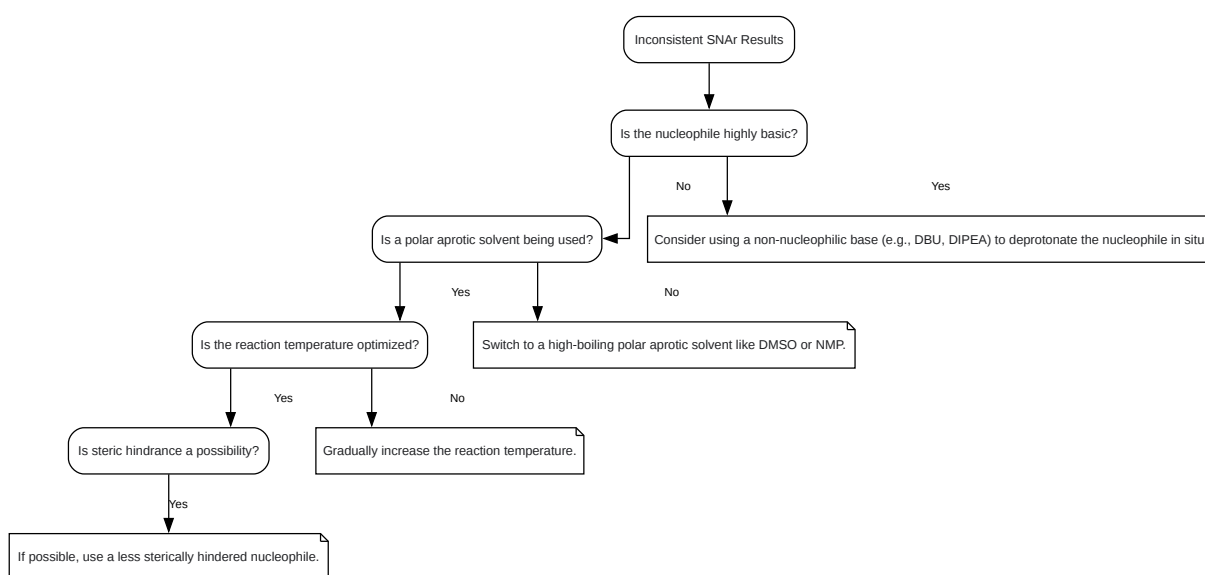 Inconsistent SNAr Results
Is the nucleophile highly basic?
No
Yes
Is a polar aprotic solvent being used?
Consider using a non-nucleophilic base (e.g., DBU, DIPEA) to deprotonate the nucleophile in situ
Yes
No
Is the reaction temperature optimized?
Switch to a high-boiling polar aprotic solvent like DMSO or NMP.
Yes
No
Is steric hindrance a possibility?
Gradually increase the reaction temperature.
Yes
If possible, use a less sterically hindered nucleophile.